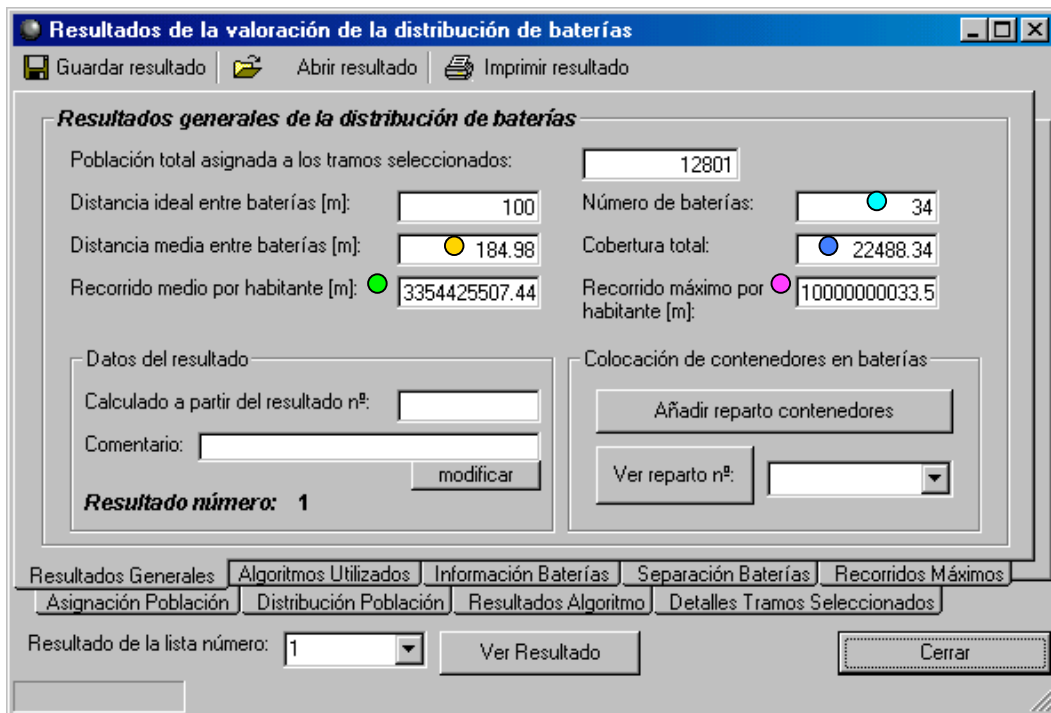 Resultados de la valoración de la distribución de baterías
Guardar resultado Abrir resultado Imprimir resultado
Resultados generales de la distribución de baterías
Población total asignada a los tramos seleccionados: 12801
Distancia ideal entre baterías [m]: 100 Número de baterías: 34
Distancia media entre baterías [m]: 184.98 Cobertura total: 22488.34
Recorrido medio por habitante [m]: 3354425507.44 Recorrido máximo por habitante [m]: 10000000033.5
Datos del resultado
Calculado a partir del resultado nº:
Comentario:
modificar
Resultado número: 1
Colocación de contenedores en baterías
Añadir reparto contenedores
Ver reparto nº:
Resultados Generales Algoritmos Utilizados Información Baterías Separación Baterías Recorridos Máximos
Asignación Población Distribución Población Resultados Algoritmo Detalles Tramos Seleccionados
Resultado de la lista número: 1 Ver Resultado Cerrar